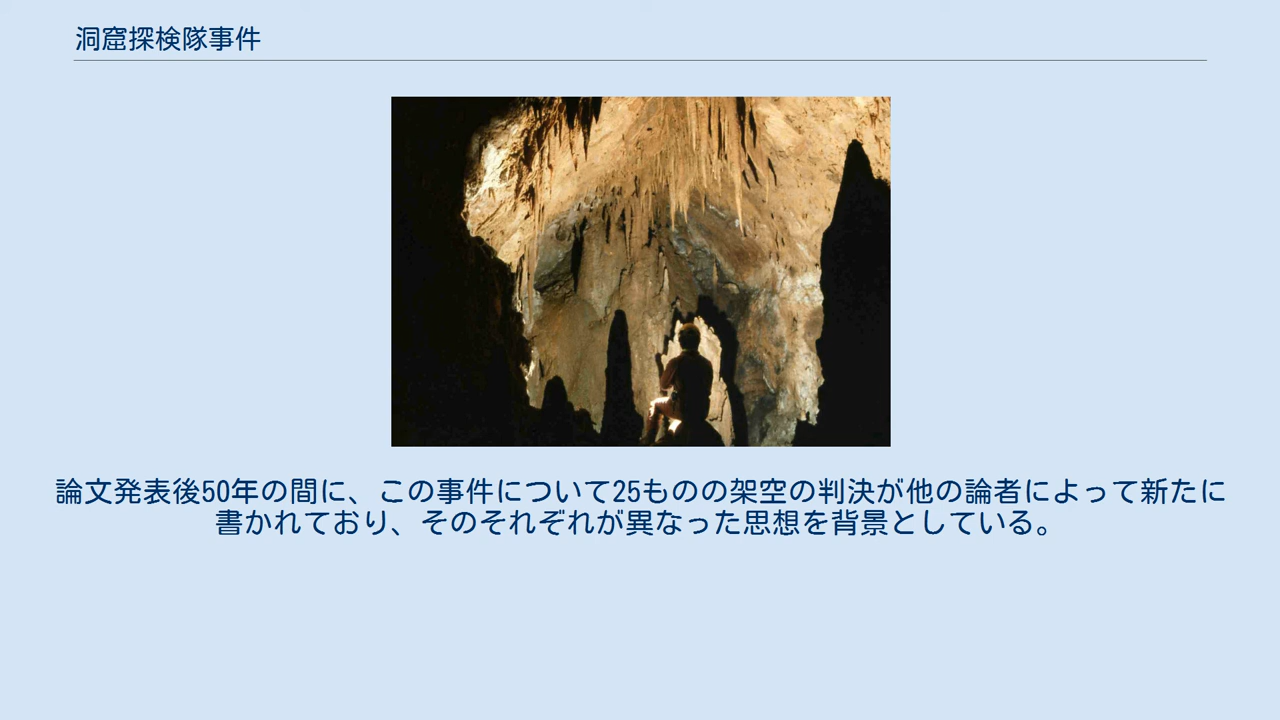 洞窟探検隊事件
論文発表後50年の間に、この事件について25ものの架空の判決が他の論者によって新たに
書かれており、そのそれぞれが異なった思想を背景としている。